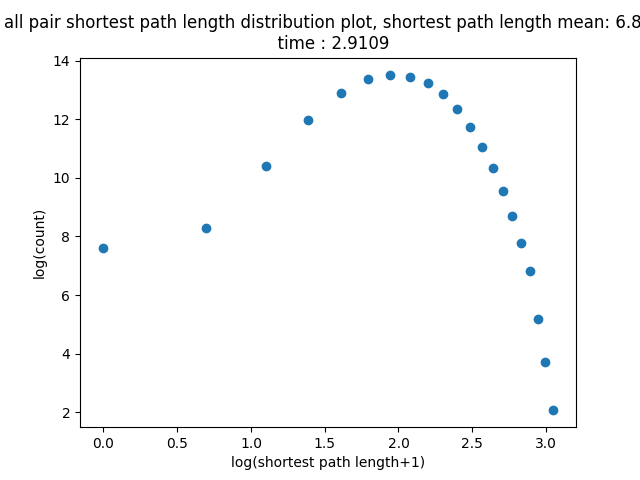 all pair shortest path length distribution plot, shortest path length mean: 6.8
time : 2.9109
14
12
10
8
6
4
2
log(count)
0.0 0.5 1.0 1.5 2.0 2.5 3.0
log(shortest path length+1)